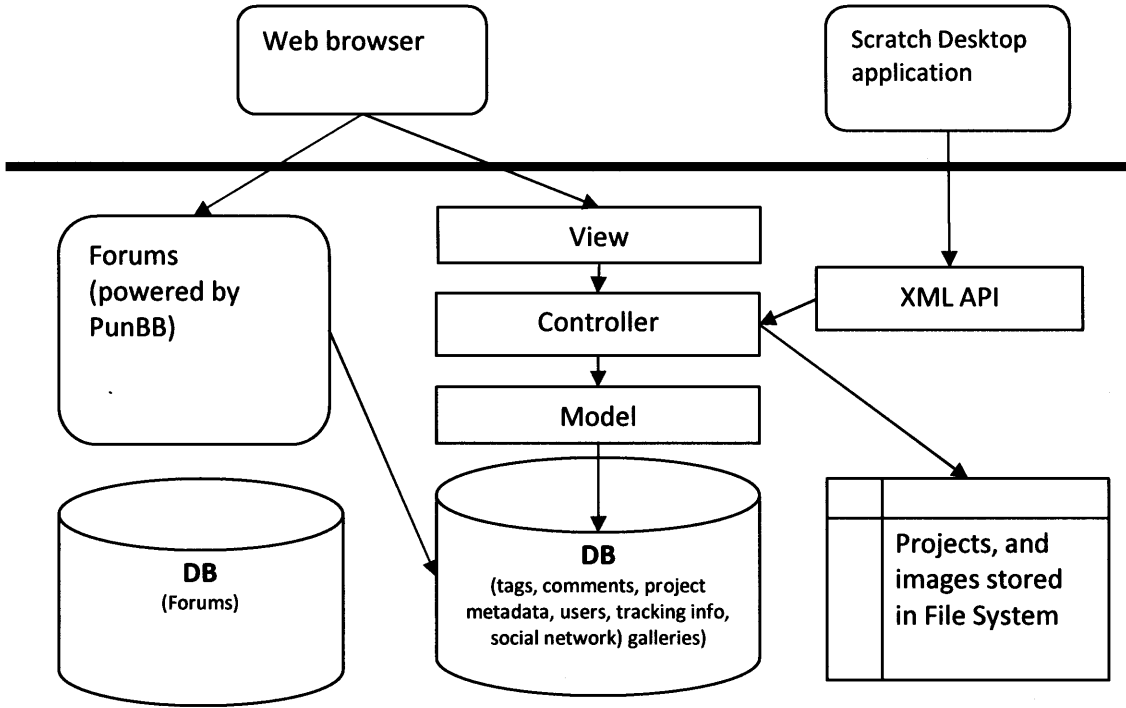 Web browser
Scratch Desktop
application
Forums
(powered by
PunBB)
View
Controller
Model
XML API
DB
(Forums)
DB
(tags, comments, project
metadata, users, tracking info,
social network) galleries)
Projects, and
images stored
in File System